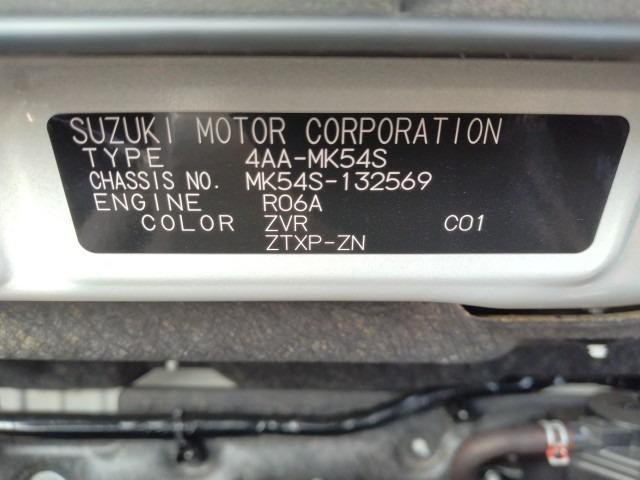 SUZUKI MOTOR CORPORATION
TYPE 4AA-MK54S
CHASSIS NO. MK54S-132569
ENGINE R06A
COLOR ZVR C01
ZTXP-ZN